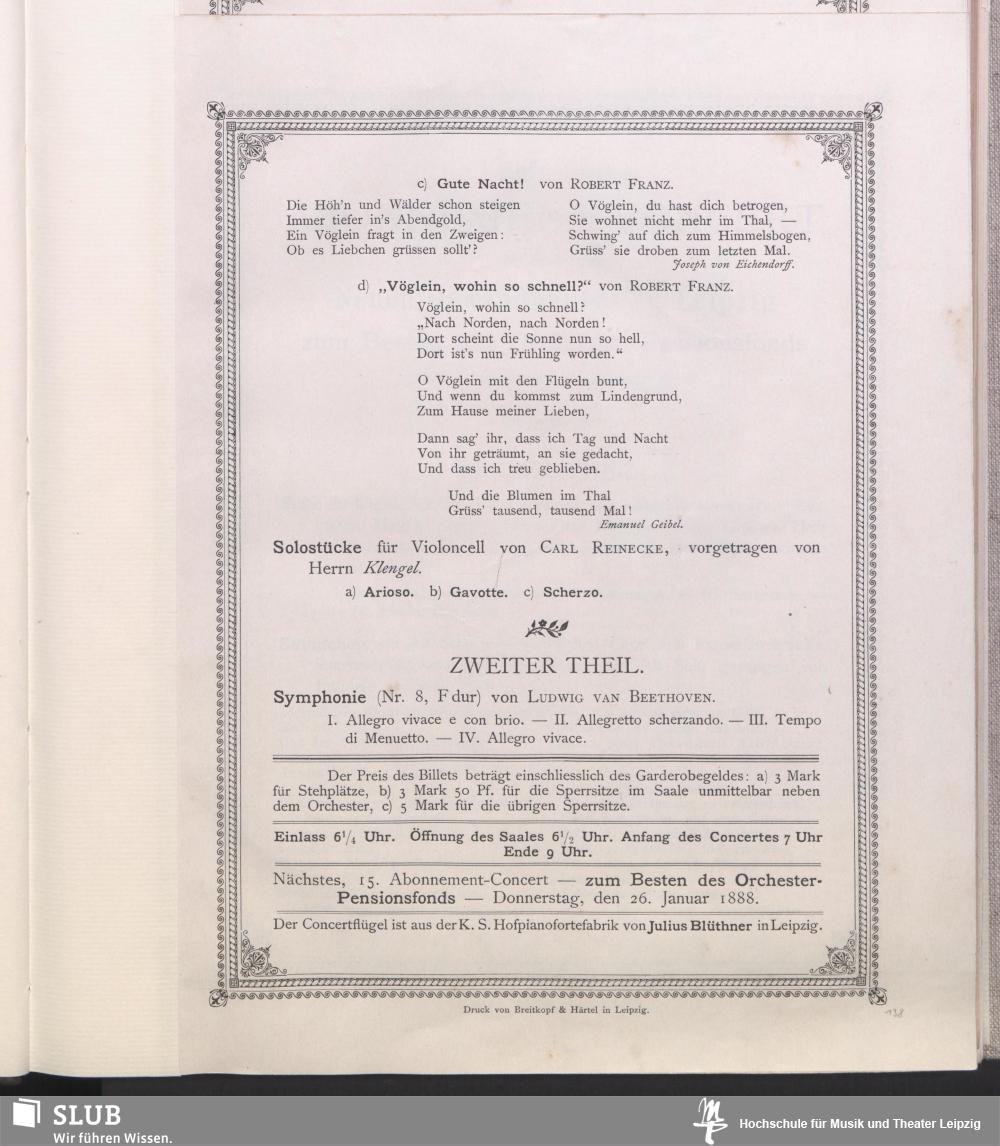 c) Gute Nacht! von ROBERT FRANZ.
Die Höh'n und Wälder schon steigen
Immer tiefer in's Abendgold,
Ein Vöglein fragt in den Zweigen:
Ob es Liebchen grüssen sollt'?
O Vöglein, du hast dich betrogen,
Sie wohnet nicht mehr im Thal, —
Schwing' auf dich zum Himmelsbogen,
Grüss' sie droben zum letzten Mal.
Joseph von Eichendorff.
d) „Vöglein, wohin so schnell?“ von ROBERT FRANZ.
Vöglein, wohin so schnell?
„Nach Norden, nach Norden!
Dort scheint die Sonne nun so hell,
Dort ist's nun Frühling worden.“
O Vöglein mit den Flügeln bunt,
Und wenn du kommst zum Lindengrund,
Zum Hause meiner Lieben,
Dann sag' ihr, dass ich Tag und Nacht
Von ihr geträumt, an sie gedacht,
Und dass ich treu geblieben.
Und die Blumen im Thal
Grüss' tausend, tausend Mal!
Emanuel Geibel.
Solostücke für Violoncell von CARL REINECKE, vorgetragen von
Herrn Klengel.
a) Arioso. b) Gavotte. c) Scherzo.
ZWEITER THEIL.
Symphonie (Nr. 8, F dur) von LUDWIG VAN BEETHOVEN.
I. Allegro vivace e con brio. — II. Allegretto scherzando. — III. Tempo
di Menuetto. — IV. Allegro vivace.
Der Preis des Billets beträgt einschliesslich des Garderobegeldes: a) 3 Mark
für Stehplätze, b) 3 Mark 50 Pf. für die Sperrsitze im Saale unmittelbar neben
dem Orchester, c) 5 Mark für die übrigen Sperrsitze.
Einlass 6¹/₄ Uhr. Öffnung des Saales 6¹/₂ Uhr. Anfang des Concertes 7 Uhr
Ende 9 Uhr.
Nächstes, 15. Abonnement-Concert — zum Besten des Orchester-
Pensionsfonds — Donnerstag, den 26. Januar 1888.
Der Concertflügel ist aus der K. S. Hofpianofortefabrik von Julius Blüthner in Leipzig.
Druck von Breitkopf & Härtel in Leipzig.
138
SLUB
Wir führen Wissen.
Hochschule für Musik und Theater Leipzig